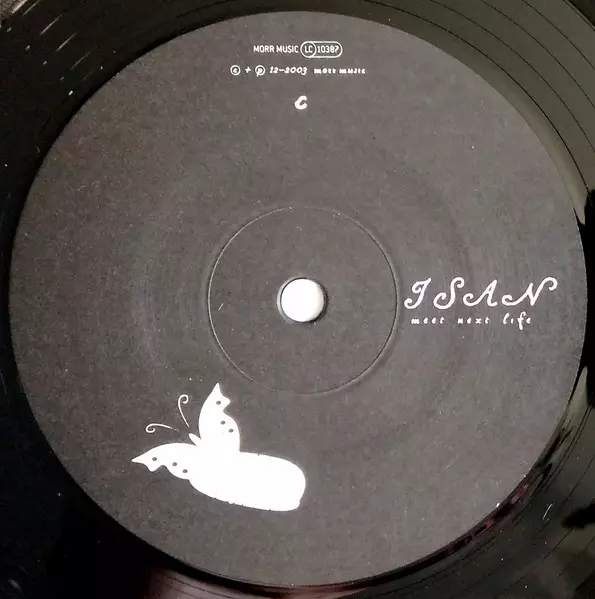 MORR MUSIC LC 10387
© + ℗ 12-2003 morr music
C
ISAN
meet next life